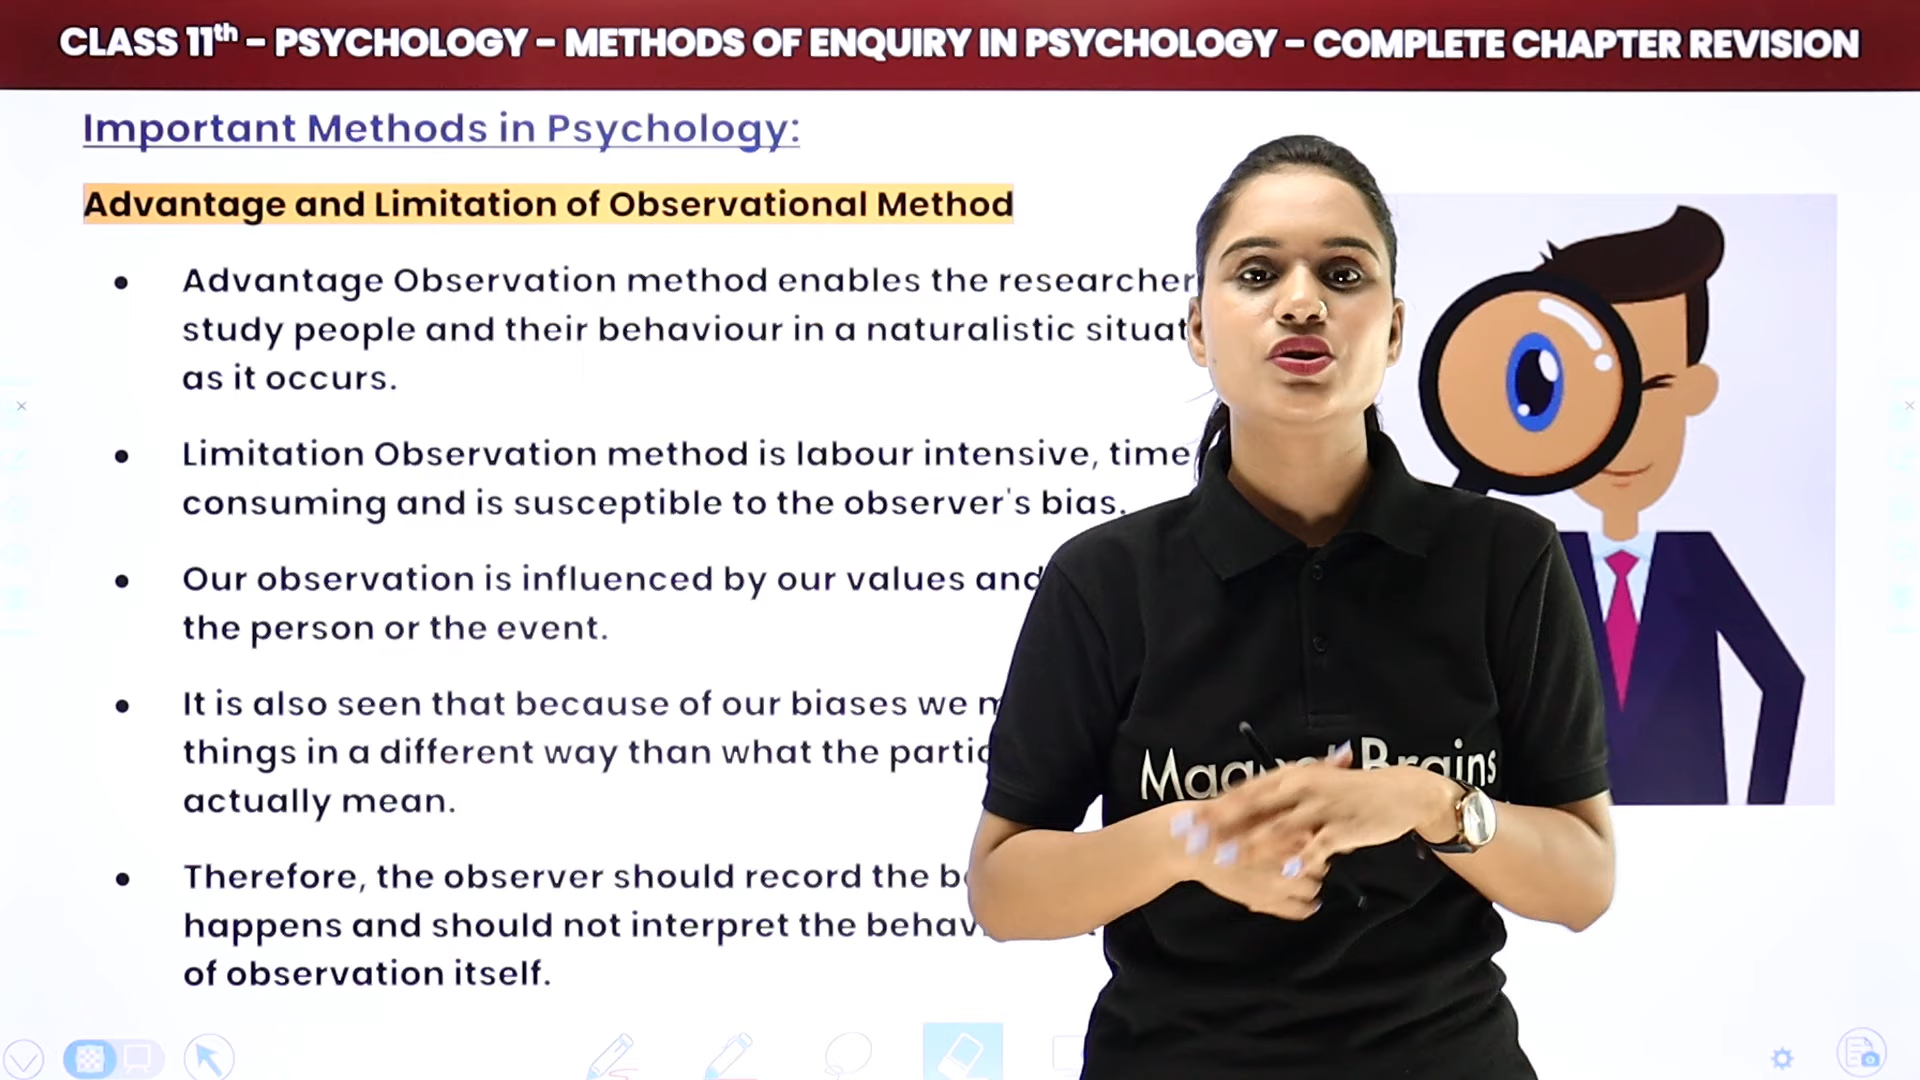 CLASS 11th - PSYCHOLOGY - METHODS OF ENQUIRY IN PSYCHOLOGY - COMPLETE CHAPTER REVISION
Important Methods in Psychology:
Advantage and Limitation of Observational Method
• Advantage Observation method enables the researcher
study people and their behaviour in a naturalistic
as it occurs.
• Limitation Observation method is labour intensive, time
consuming and is susceptible to the observer's bias.
• Our observation is influenced by our values and
the person or the event.
• It is also seen that because of our biases we
things in a different way than what the
actually mean.
• Therefore, the observer should record the
happens and should not interpret the
of observation itself.
Brains